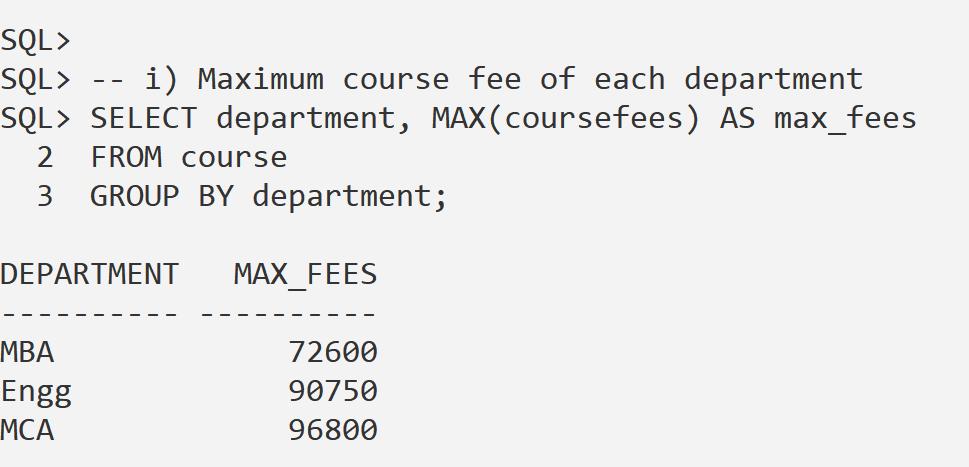 SQL>
SQL> -- i) Maximum course fee of each department
SQL> SELECT department, MAX(coursefees) AS max_fees
  2  FROM course
  3  GROUP BY department;

DEPARTMENT   MAX_FEES
---------- ----------
MBA             72600
Engg            90750
MCA             96800